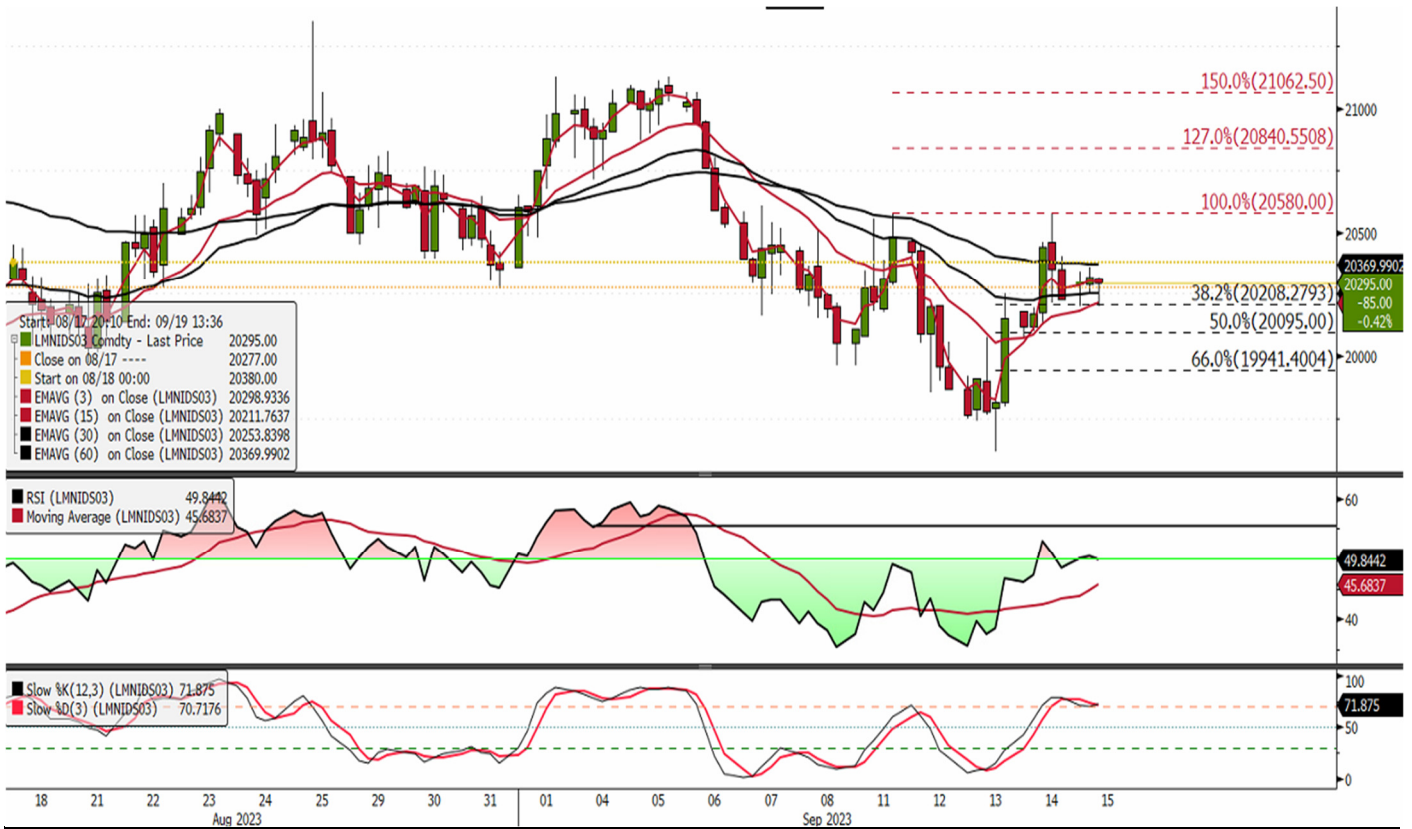 150.0%(21062.50)
21000
127.0%(20840.5508)
100.0%(20580.00)
20500
20369.9902
20295.00
-85.00
-0.42%
38.2%(20208.2793)
50.0%(20095.00)
20000
66.0%(19941.4004)
Start: 08/17 20:10 End: 09/19 13:36
LMNIDS03 Comdty - Last Price 20295.00
Close on 08/17 ---- 20277.00
Start on 08/18 00:00 20380.00
EMAVG (3) on Close (LMNIDS03) 20298.9336
EMAVG (15) on Close (LMNIDS03) 20211.7637
EMAVG (30) on Close (LMNIDS03) 20253.8398
EMAVG (60) on Close (LMNIDS03) 20369.9902
RSI (LMNIDS03) 49.8442
Moving Average (LMNIDS03) 45.6837
60
49.8442
45.6837
40
Slow %K(12,3) (LMNIDS03) 71.875
Slow %D(3) (LMNIDS03) 70.7176
100
71.875
50
0
18 21 22 23 24 25 29 30 31 01 04 05 06 07 08 11 12 13 14 15
Aug 2023 Sep 2023